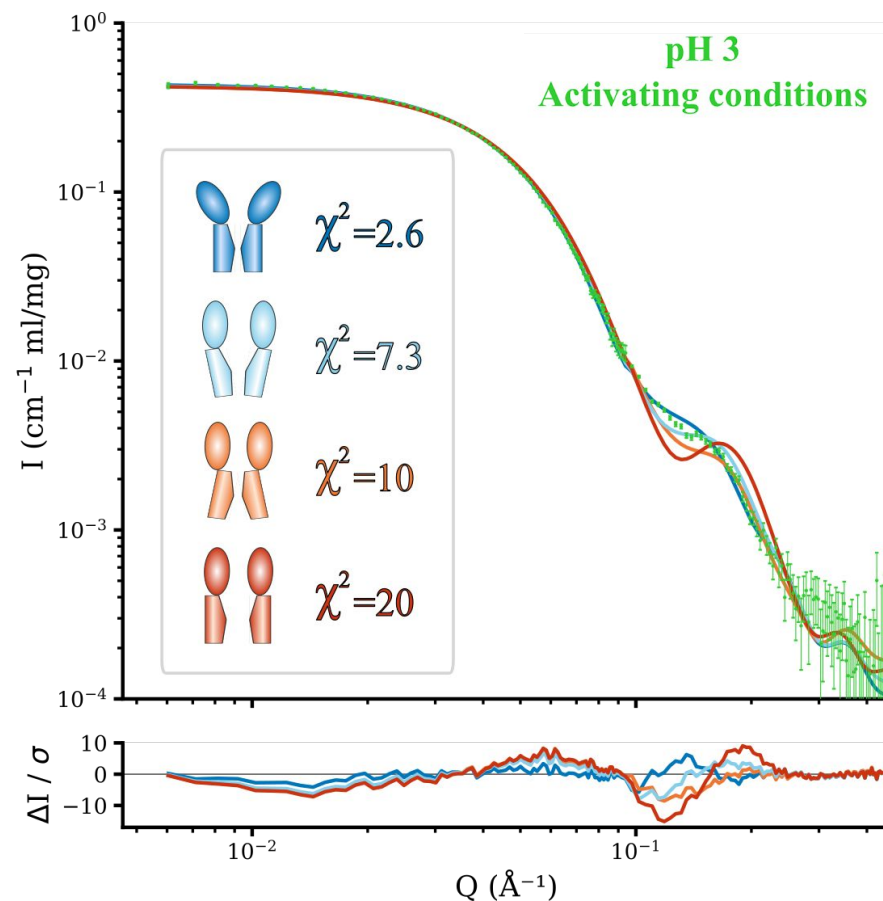 pH 3
Activating conditions
10⁰
10⁻¹
10⁻²
10⁻³
10⁻⁴
I (cm⁻¹ ml/mg)
χ²=2.6
χ²=7.3
χ²=10
χ²=20
10
0
−10
ΔI / σ
10⁻²
10⁻¹
Q (Å⁻¹)